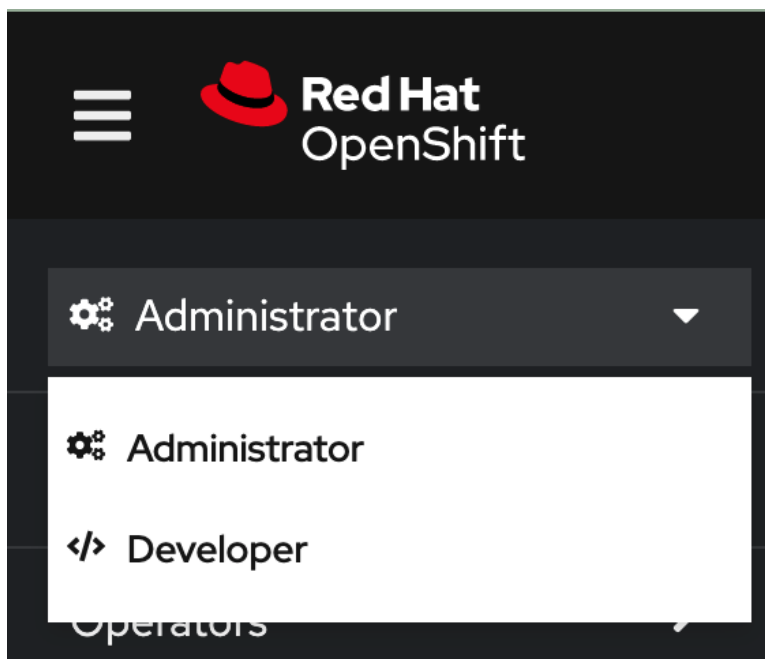 Red Hat
OpenShift
Administrator
Administrator
</> Developer
Operators